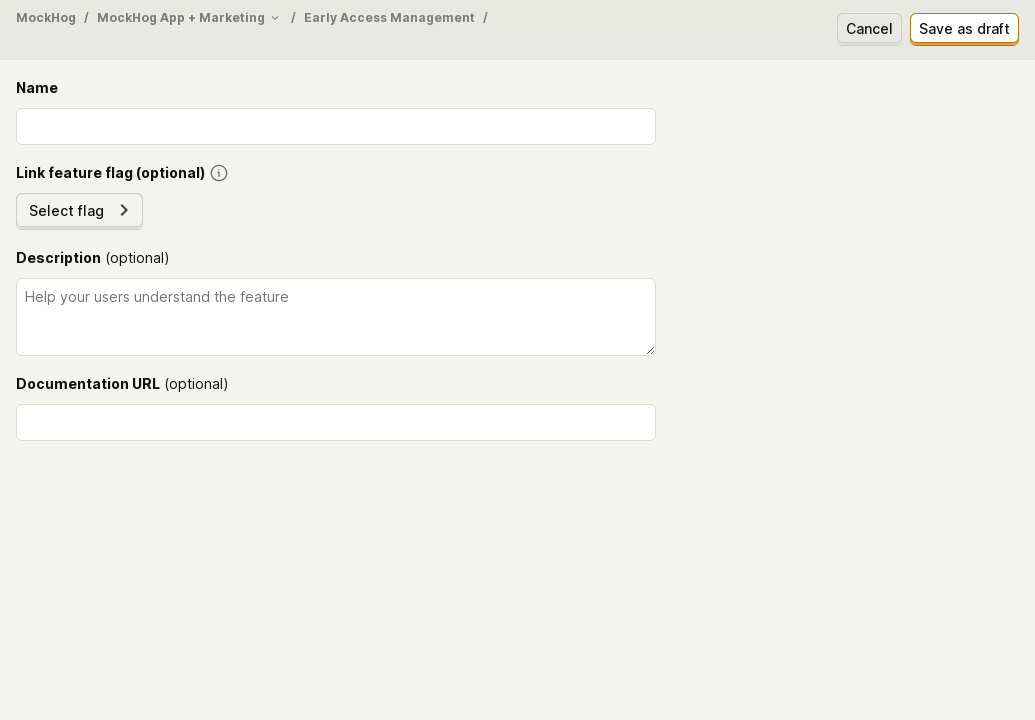 MockHog / MockHog App + Marketing / Early Access Management /
Cancel
Save as draft
Name
Link feature flag (optional)
Select flag
Description (optional)
Help your users understand the feature
Documentation URL (optional)